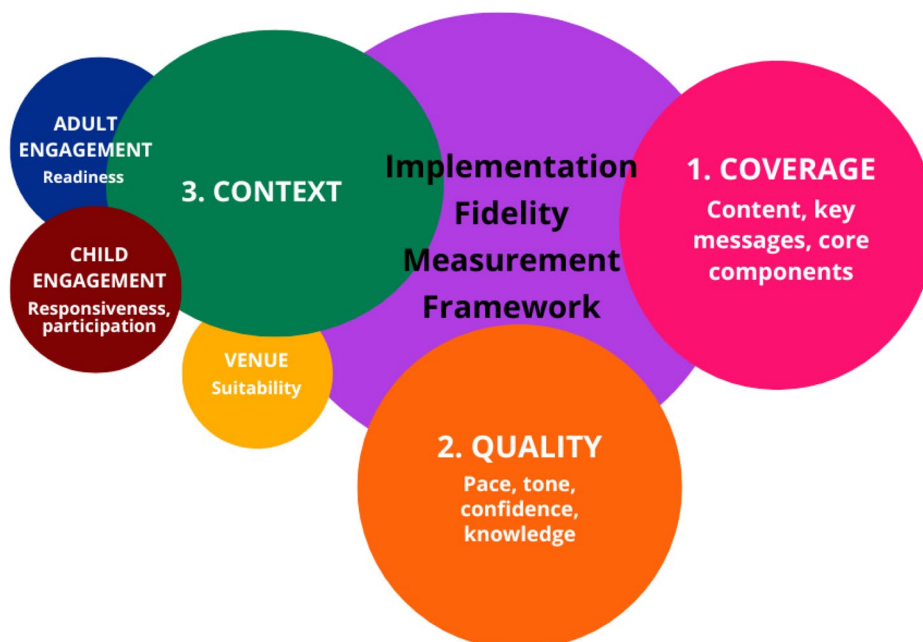 Implementation
Fidelity
Measurement
Framework
1. COVERAGE
Content, key
messages, core
components
2. QUALITY
Pace, tone,
confidence,
knowledge
3. CONTEXT
ADULT
ENGAGEMENT
Readiness
CHILD
ENGAGEMENT
Responsiveness,
participation
VENUE
Suitability